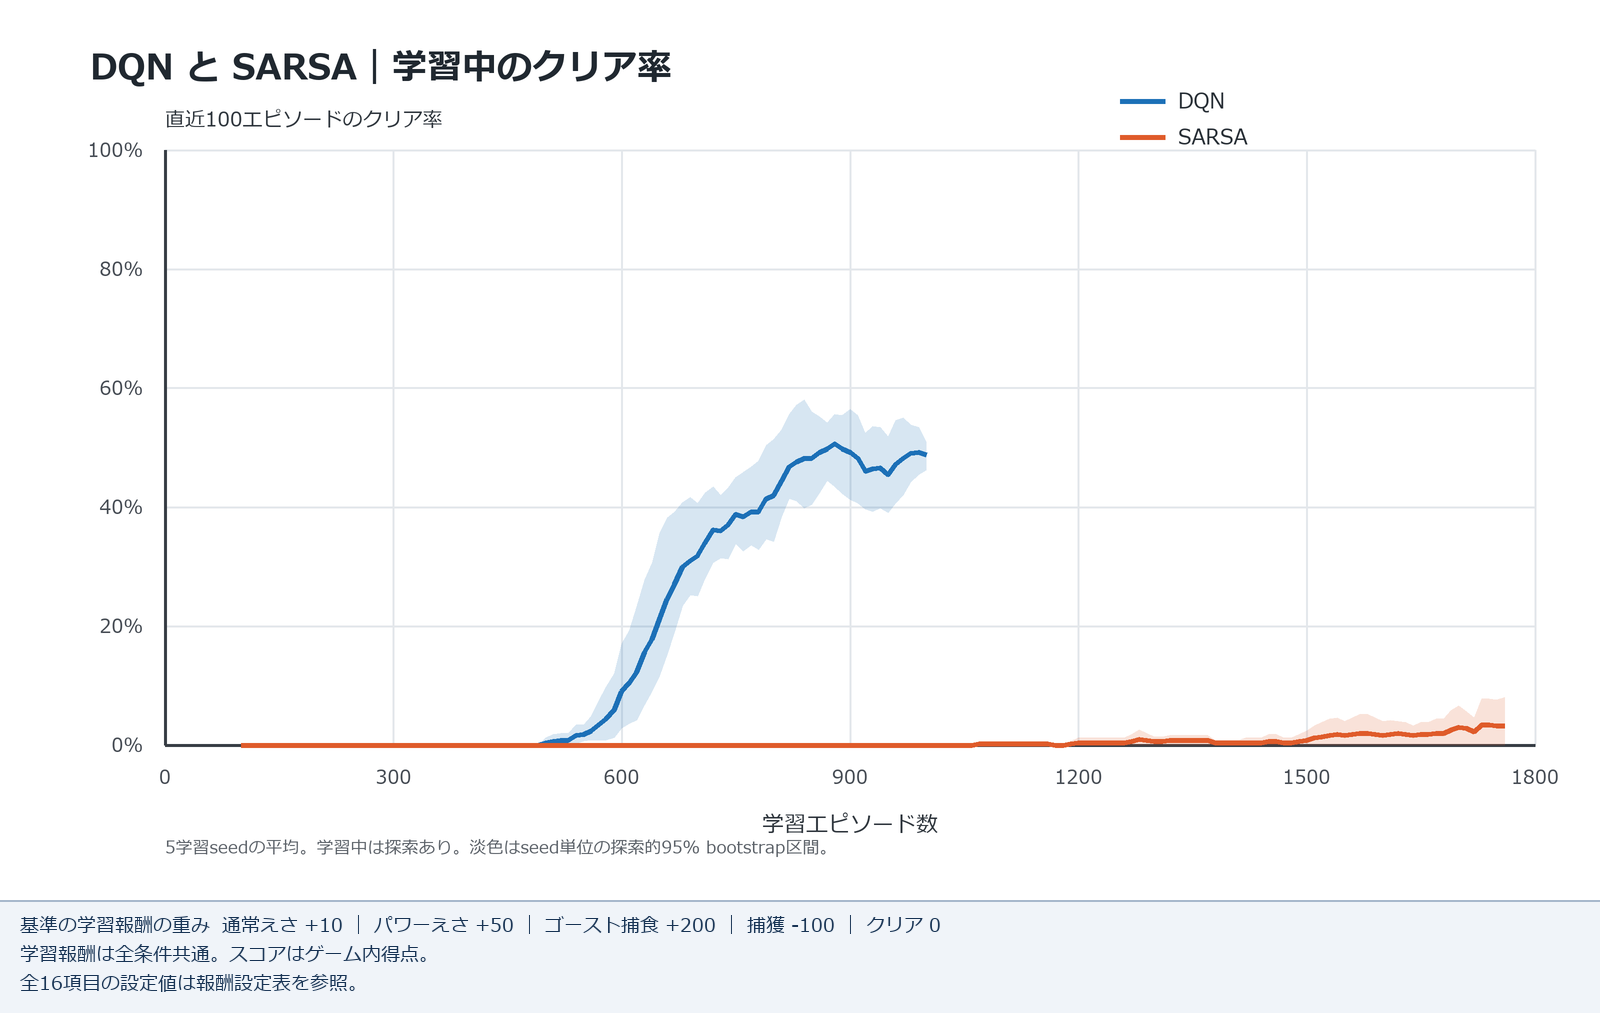 DQN と SARSA｜学習中のクリア率
直近100エピソードのクリア率
DQN
SARSA
100%
80%
60%
40%
20%
0%
0 300 600 900 1200 1500 1800
学習エピソード数
5学習seedの平均。学習中は探索あり。淡色はseed単位の探索的95% bootstrap区間。
基準の学習報酬の重み 通常えさ +10 ｜ パワーえさ +50 ｜ ゴースト捕食 +200 ｜ 捕獲 -100 ｜ クリア 0
学習報酬は全条件共通。スコアはゲーム内得点。
全16項目の設定値は報酬設定表を参照。